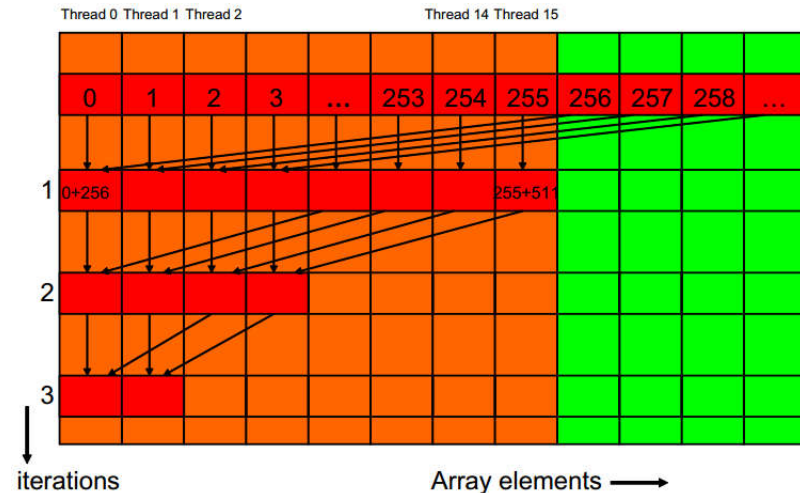 Thread 0 Thread 1 Thread 2 Thread 14 Thread 15
0 1 2 3 ... 253 254 255 256 257 258 ...
1 0+256 255+511
2
3
iterations Array elements